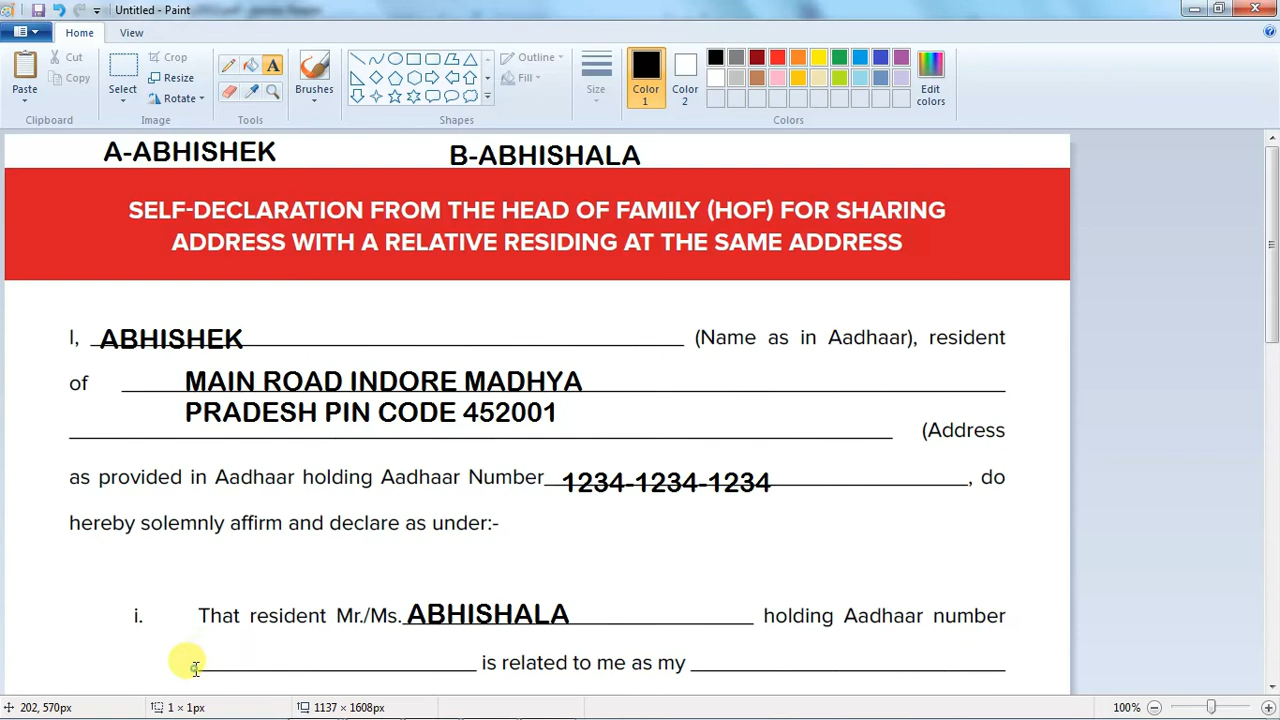 Untitled - Paint
Home View
Paste
Cut
Copy
Clipboard
Select
Crop
Resize
Rotate
Image
A
Tools
Brushes
Outline
Fill
Shapes
Size
Color 1
Color 2
Edit colors
Colors
A-ABHISHEK B-ABHISHALA
SELF-DECLARATION FROM THE HEAD OF FAMILY (HOF) FOR SHARING
ADDRESS WITH A RELATIVE RESIDING AT THE SAME ADDRESS
I, ABHISHEK (Name as in Aadhaar), resident
of MAIN ROAD INDORE MADHYA
PRADESH PIN CODE 452001
(Address
as provided in Aadhaar holding Aadhaar Number 1234-1234-1234, do
hereby solemnly affirm and declare as under:-
i. That resident Mr./Ms. ABHISHALA holding Aadhaar number
is related to me as my
202, 570px 1 × 1px 1137 × 1608px 100%